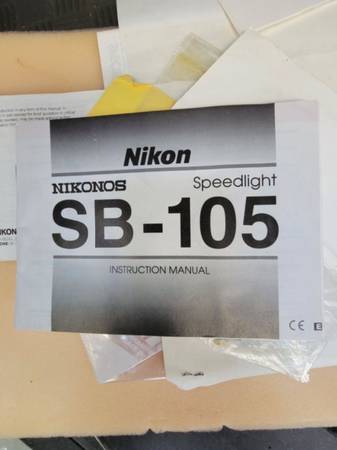 Nikon
NIKONOS Speedlight
SB-105
INSTRUCTION MANUAL
CE E